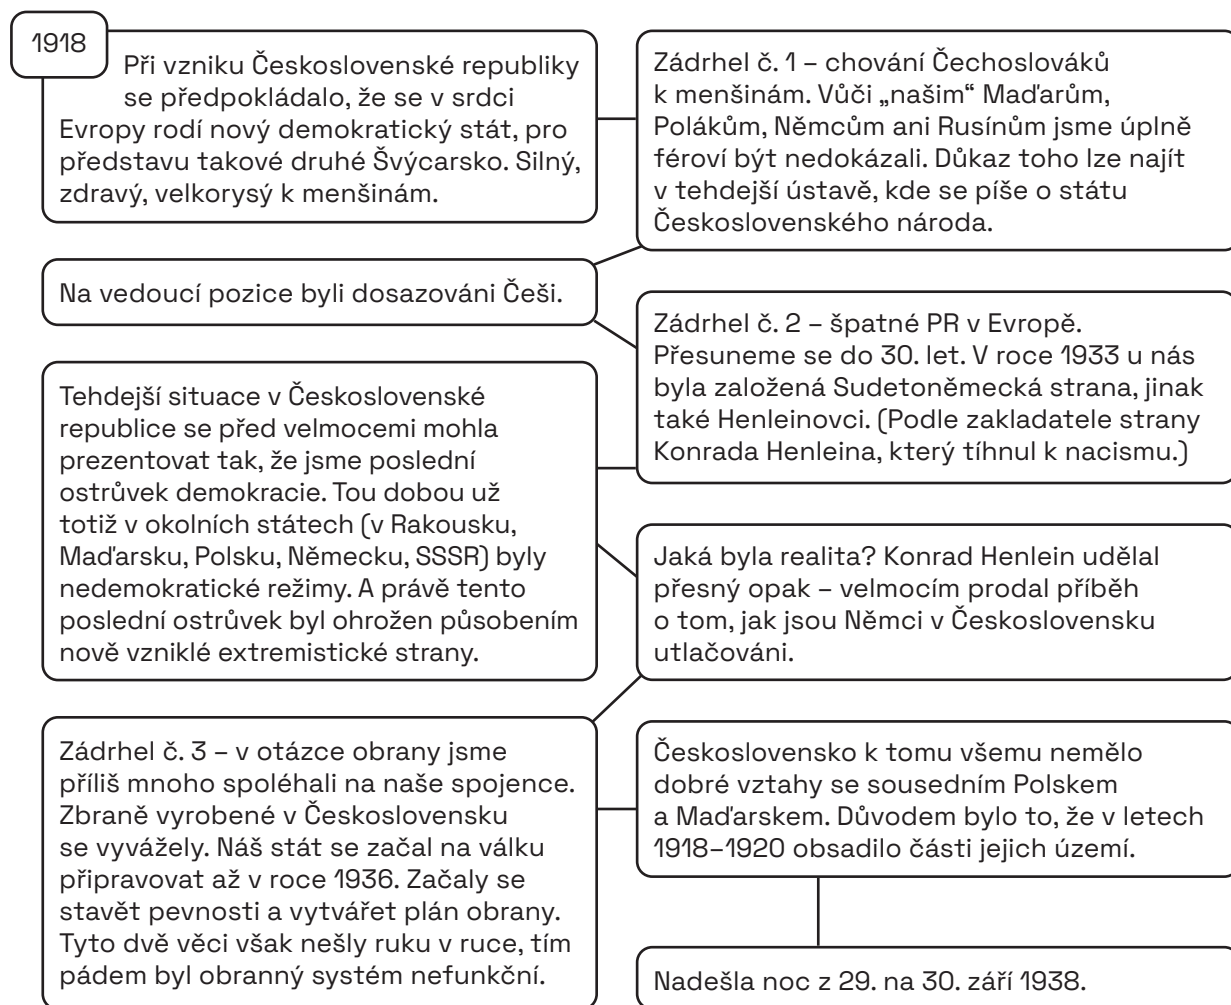 1918
Při vzniku Československé republiky
se předpokládalo, že se v srdci
Evropy rodí nový demokratický stát, pro
představu takové druhé Švýcarsko. Silný,
zdravý, velkorysý k menšinám.
Zádrhel č. 1 – chování Čechoslováků
k menšinám. Vůči „našim“ Maďarům,
Polákům, Němcům ani Rusínům jsme úplně
féroví být nedokázali. Důkaz toho lze najít
v tehdejší ústavě, kde se píše o státu
Československého národa.
Na vedoucí pozice byli dosazováni Češi.
Zádrhel č. 2 – špatné PR v Evropě.
Přesuneme se do 30. let. V roce 1933 u nás
byla založená Sudetoněmecká strana, jinak
také Henleinovci. (Podle zakladatele strany
Konrada Henleina, který tíhnul k nacismu.)
Tehdejší situace v Československé
republice se před velmocemi mohla
prezentovat tak, že jsme poslední
ostrůvek demokracie. Tou dobou už
totiž v okolních státech (v Rakousku,
Maďarsku, Polsku, Německu, SSSR) byly
nedemokratické režimy. A právě tento
poslední ostrůvek byl ohrožen působením
nově vzniklé extremistické strany.
Jaká byla realita? Konrad Henlein udělal
přesný opak – velmocím prodal příběh
o tom, jak jsou Němci v Československu
utlačováni.
Zádrhel č. 3 – v otázce obrany jsme
příliš mnoho spoléhali na naše spojence.
Zbraně vyrobené v Československu
se vyvážely. Náš stát se začal na válku
připravovat až v roce 1936. Začaly se
stavět pevnosti a vytvářet plán obrany.
Tyto dvě věci však nešly ruku v ruce, tím
pádem byl obranný systém nefunkční.
Československo k tomu všemu nemělo
dobré vztahy se sousedním Polskem
a Maďarskem. Důvodem bylo to, že v letech
1918–1920 obsadilo části jejich území.
Nadešla noc z 29. na 30. září 1938.